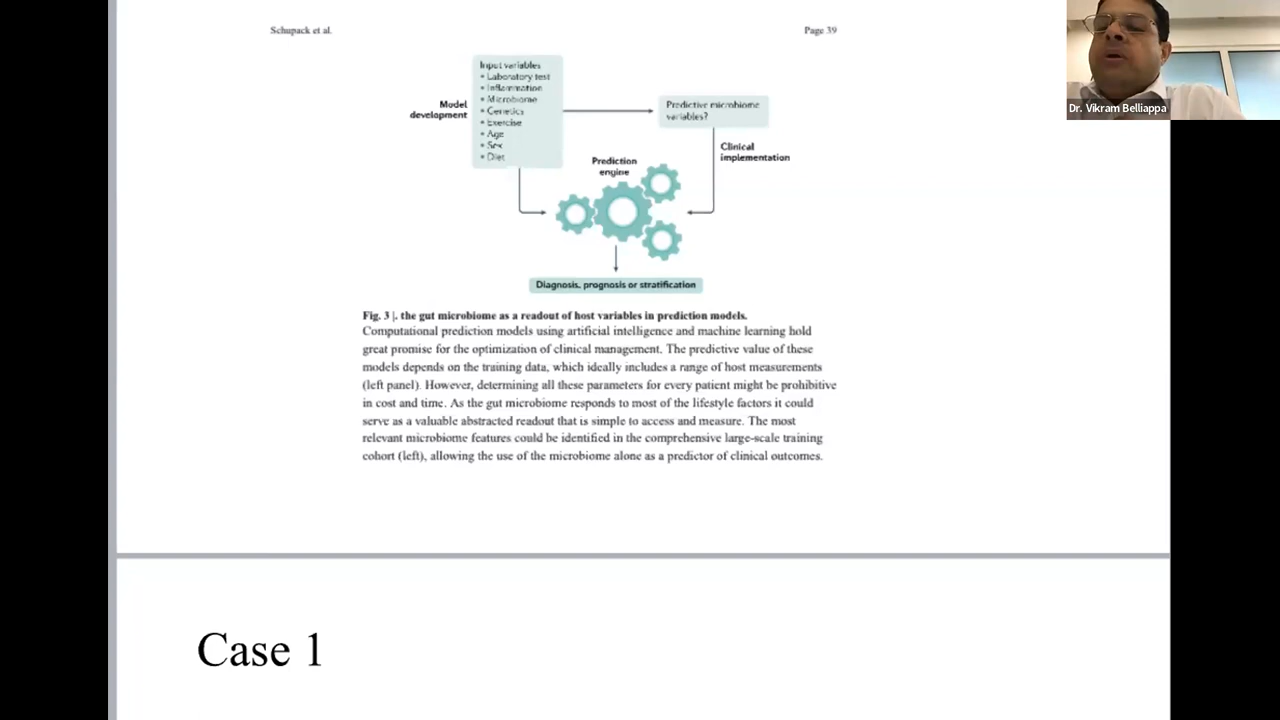 Schupack et al.
Page 39
Input variables
• Laboratory test
• Inflammation
• Microbiome
• Genetics
• Exercise
• Age
• Sex
• Diet
Model
development
Predictive microbiome
variables?
Clinical
implementation
Prediction
engine
Diagnosis, prognosis or stratification
Fig. 3 |. the gut microbiome as a readout of host variables in prediction models.
Computational prediction models using artificial intelligence and machine learning hold
great promise for the optimization of clinical management. The predictive value of these
models depends on the training data, which ideally includes a range of host measurements
(left panel). However, determining all these parameters for every patient might be prohibitive
in cost and time. As the gut microbiome responds to most of the lifestyle factors it could
serve as a valuable abstracted readout that is simple to access and measure. The most
relevant microbiome features could be identified in the comprehensive large-scale training
cohort (left), allowing the use of the microbiome alone as a predictor of clinical outcomes.
Case 1
Dr. Vikram Belliappa